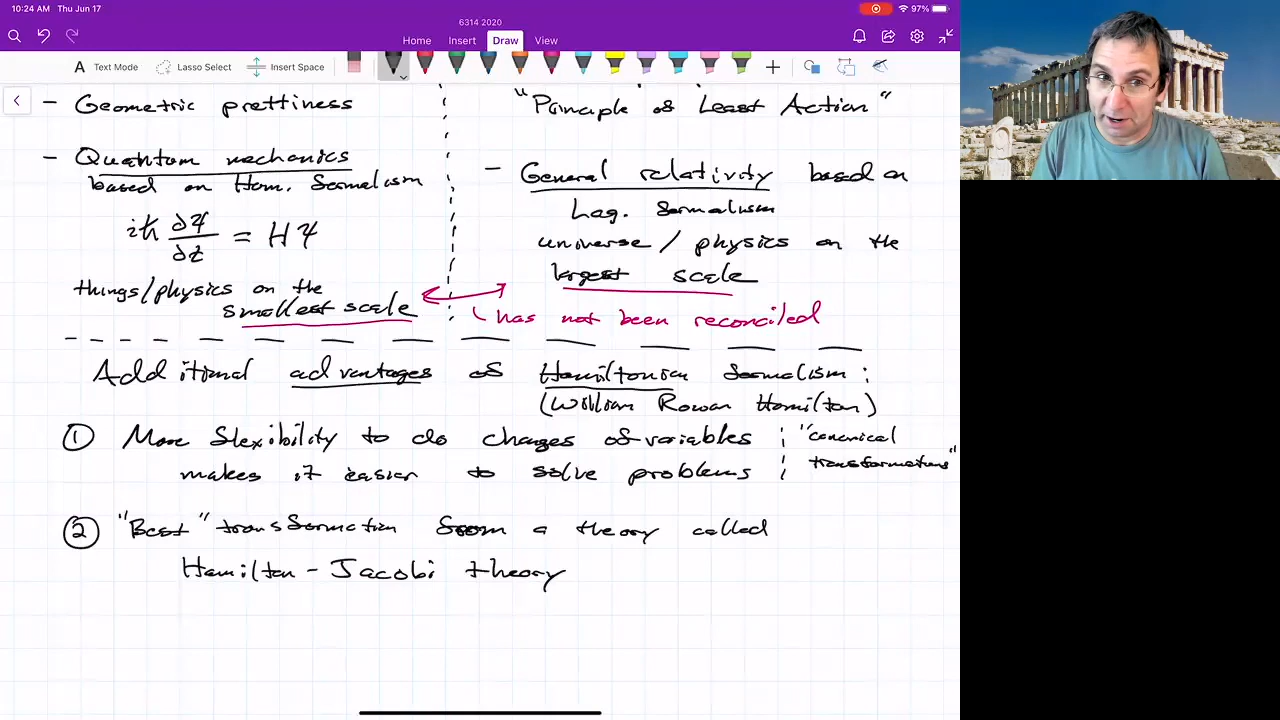 10:24 AM Thu Jun 17
97%
6314 2020
Home Insert Draw View
Text Mode Lasso Select Insert Space
- Geometric prettiness
"Principle of Least Action"
- Quantum mechanics
based on Ham. formalism
iħ ∂Ψ/∂t = HΨ
things/physics on the
smallest scale
- General relativity based on
Lag. formalism
universe / physics on the
largest scale
has not been reconciled
Additional advantages of Hamiltonian formalism:
(William Rowan Hamilton)
① More flexibility to do changes of variables
makes it easier to solve problems
"canonical
transformations"
② "Best" transformation from a theory called
Hamilton-Jacobi theory